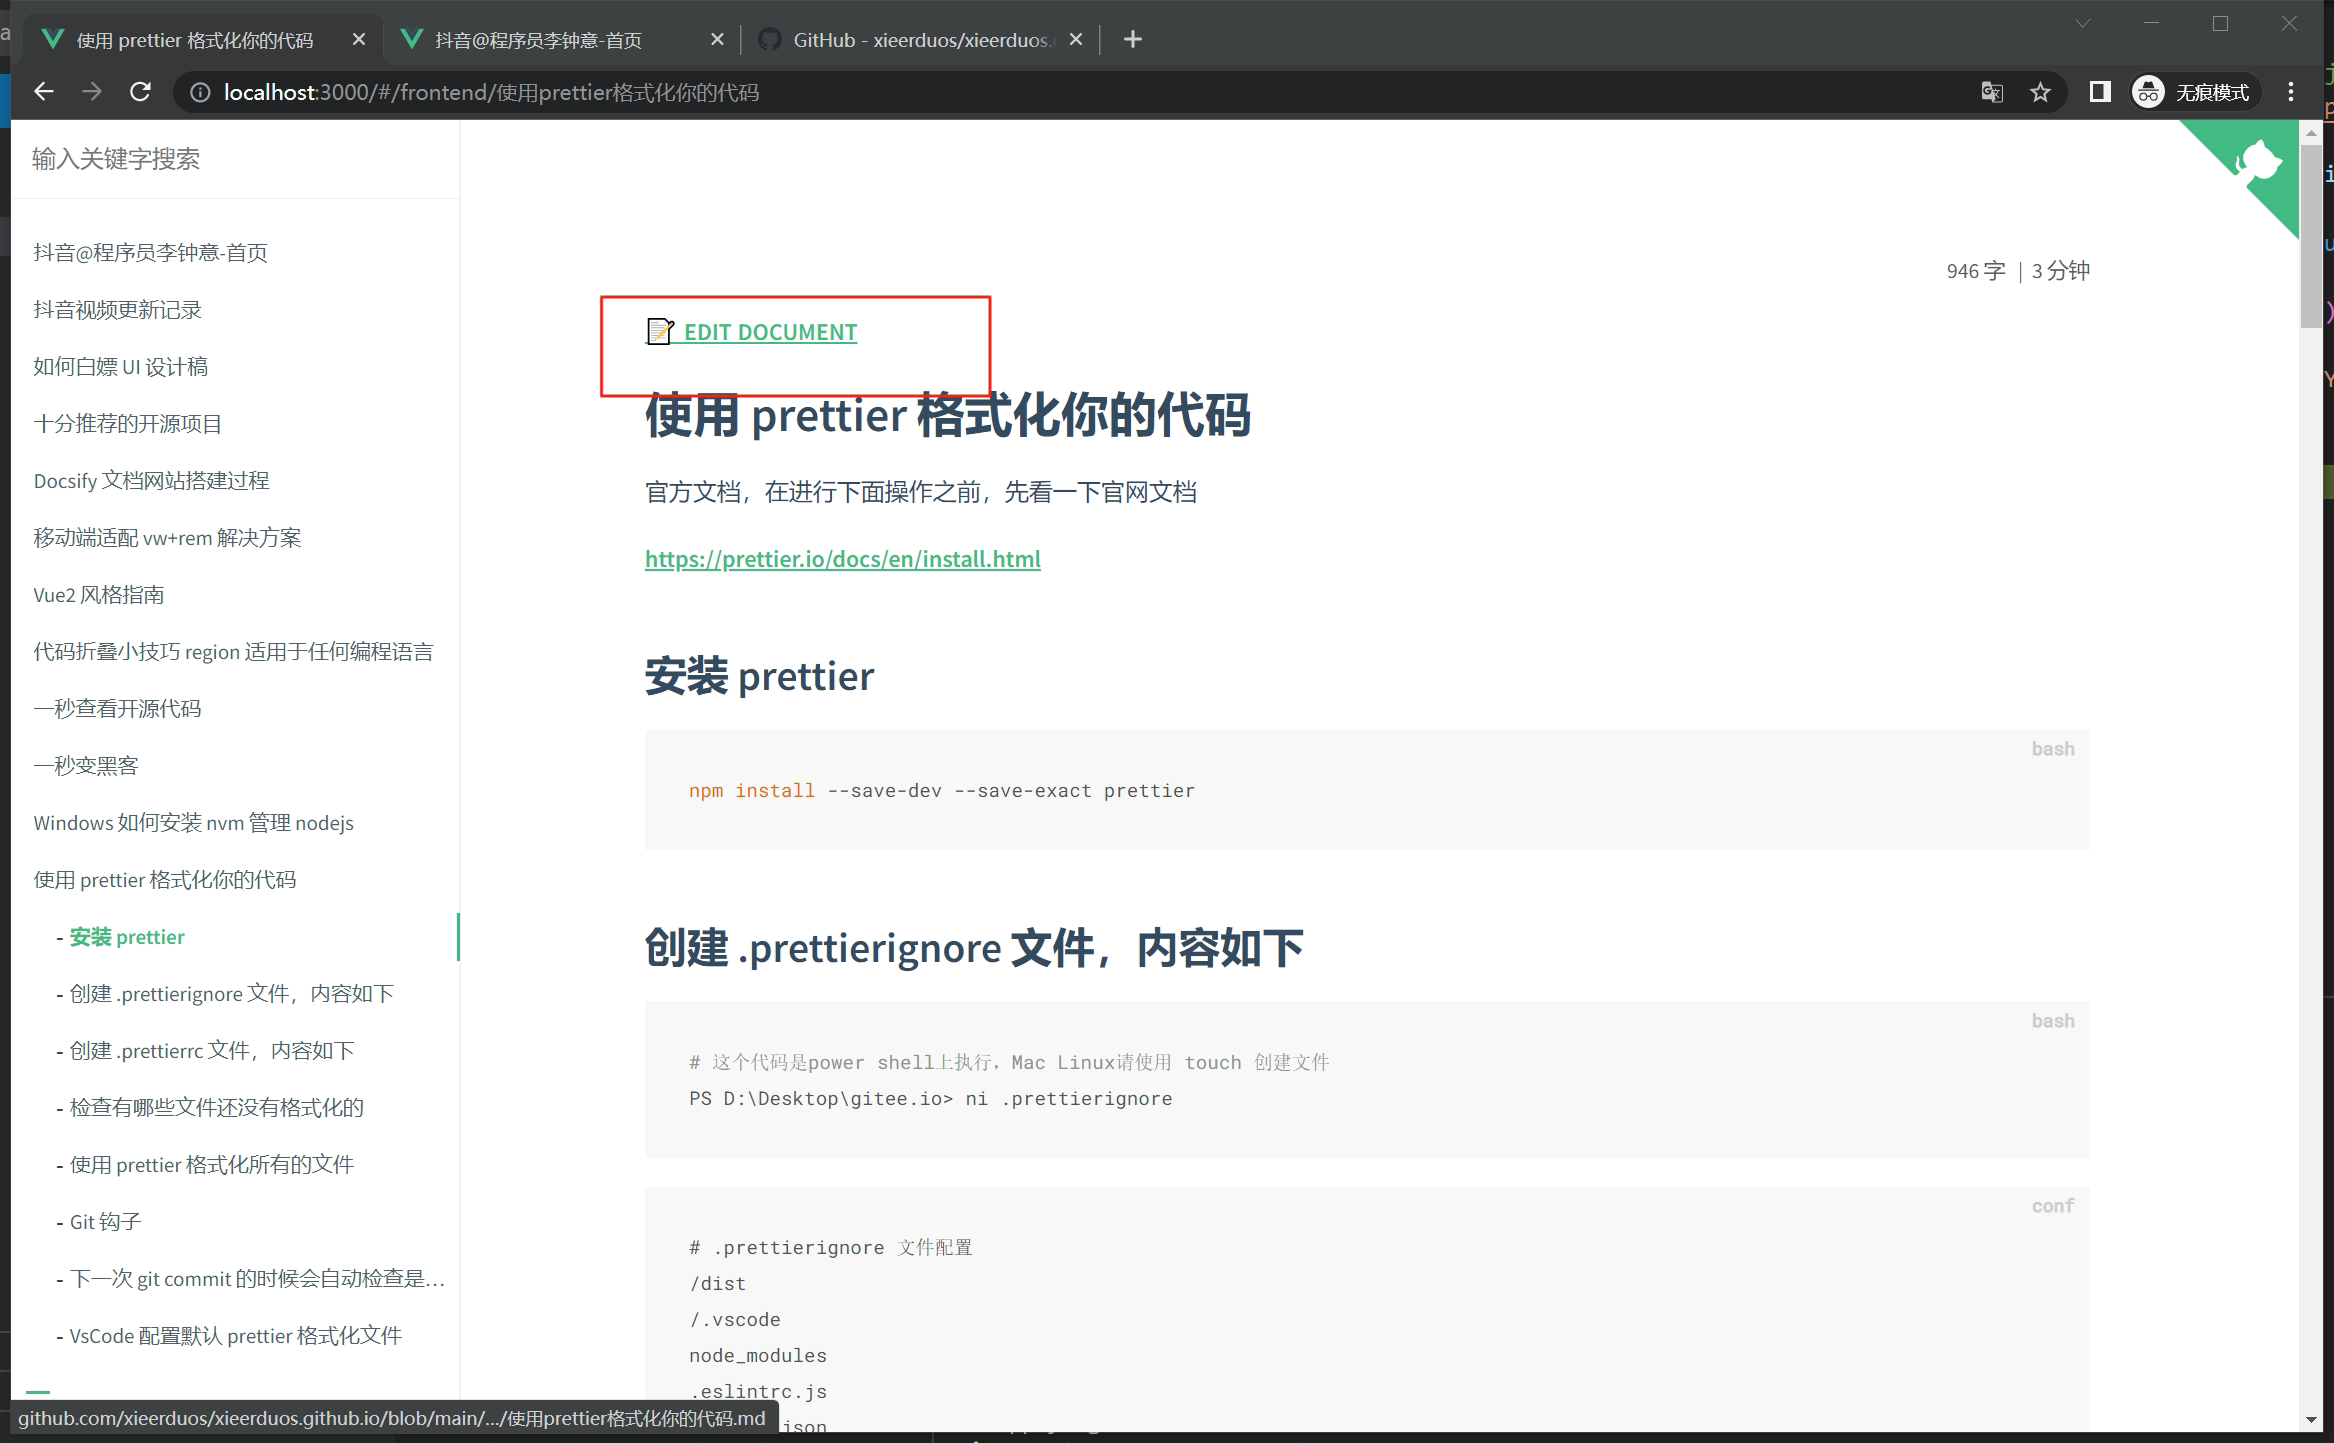 使用 prettier 格式化你的代码
抖音@程序员李钟意-首页
GitHub - xieerduos/xieerduos.
localhost:3000/#/frontend/使用prettier格式化你的代码
无痕模式
输入关键字搜索
抖音@程序员李钟意-首页
抖音视频更新记录
如何白嫖 UI 设计稿
十分推荐的开源项目
Docsify 文档网站搭建过程
移动端适配 vw+rem 解决方案
Vue2 风格指南
代码折叠小技巧 region 适用于任何编程语言
一秒查看开源代码
一秒变黑客
Windows 如何安装 nvm 管理 nodejs
使用 prettier 格式化你的代码
- 安装 prettier
- 创建 .prettierignore 文件，内容如下
- 创建 .prettierrc 文件，内容如下
- 检查有哪些文件还没有格式化的
- 使用 prettier 格式化所有的文件
- Git 钩子
- 下一次 git commit 的时候会自动检查是…
- VsCode 配置默认 prettier 格式化文件
946 字 | 3 分钟
📝 EDIT DOCUMENT
使用 prettier 格式化你的代码
官方文档，在进行下面操作之前，先看一下官网文档
https://prettier.io/docs/en/install.html
安装 prettier
bash
npm install --save-dev --save-exact prettier
创建 .prettierignore 文件，内容如下
bash
# 这个代码是power shell上执行，Mac Linux请使用 touch 创建文件
PS D:\Desktop\gitee.io> ni .prettierignore
conf
# .prettierignore 文件配置
/dist
/.vscode
node_modules
.eslintrc.js
json
github.com/xieerduos/xieerduos.github.io/blob/main/.../使用prettier格式化你的代码.md